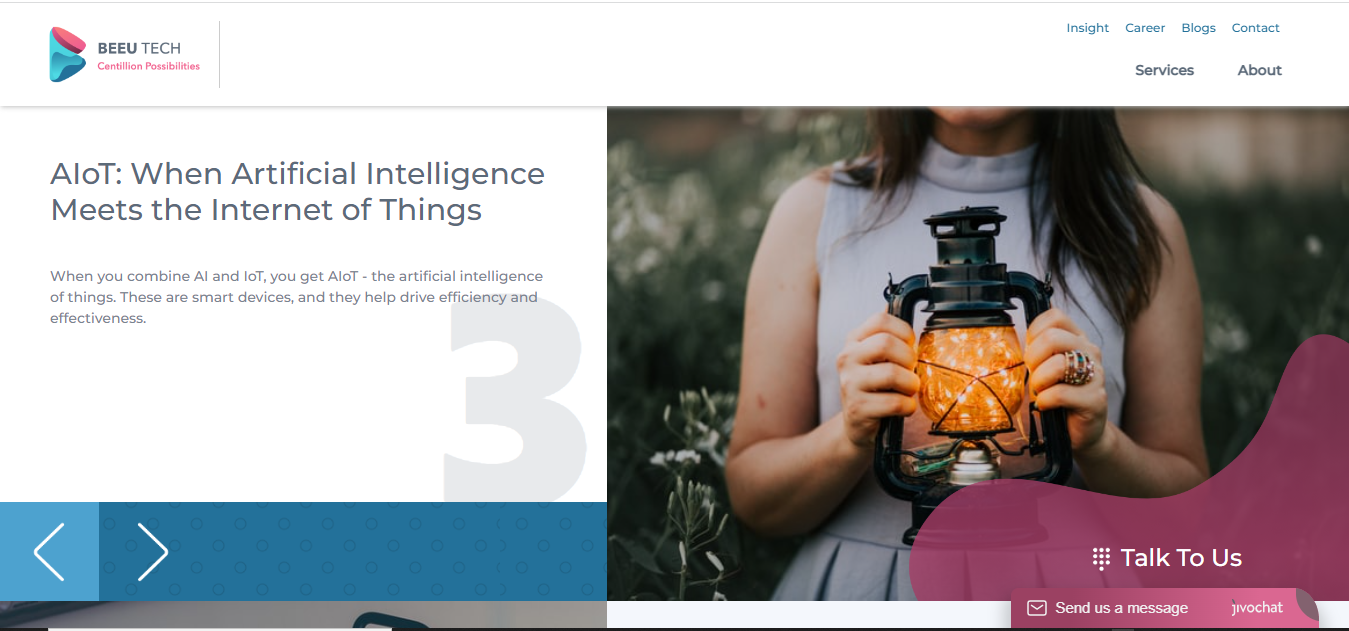 BEEU TECH
Centillion Possibilities
Insight Career Blogs Contact
Services About
AIoT: When Artificial Intelligence
Meets the Internet of Things
When you combine AI and IoT, you get AIoT - the artificial intelligence
of things. These are smart devices, and they help drive efficiency and
effectiveness.
3
Talk To Us
Send us a message jivochat